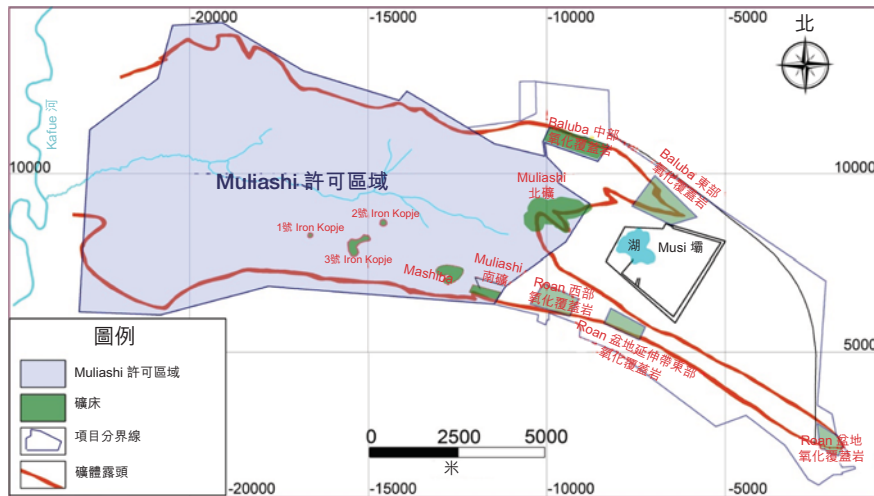 -20000
-15000
-10000
-5000
北
Kafue 河
Baluba 中部
氧化覆蓋岩
10000
10000
Baluba 東部
氧化覆蓋岩
Muliashi 許可區域
Muliashi
北礦
2號 Iron Kopje
1號 Iron Kopje
3號 Iron Kopje
湖
Musi 壩
Mashiba
Muliashi
南礦
Roan 西部
氧化覆蓋岩
Roan 盆地延伸帶東部
氧化覆蓋岩
5000
圖例
Muliashi 許可區域
礦床
項目分界線
礦體露頭
0
2500
5000
米
Roan 盆地
氧化覆蓋岩
-20000
-15000
-10000
-5000